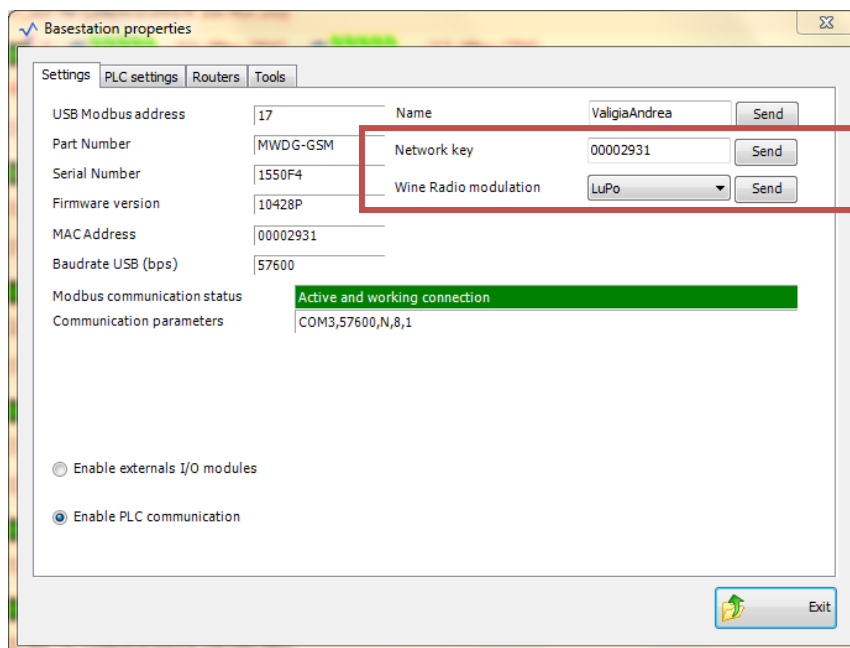 Basestation properties
Settings PLC settings Routers Tools
USB Modbus address 17 Name ValigiaAndrea Send
Part Number MWDG-GSM Network key 00002931 Send
Serial Number 1550F4 Wine Radio modulation LuPo Send
Firmware version 10428P
MAC Address 00002931
Baudrate USB (bps) 57600
Modbus communication status Active and working connection
Communication parameters COM3,57600,N,8,1
Enable externals I/O modules
Enable PLC communication
Exit